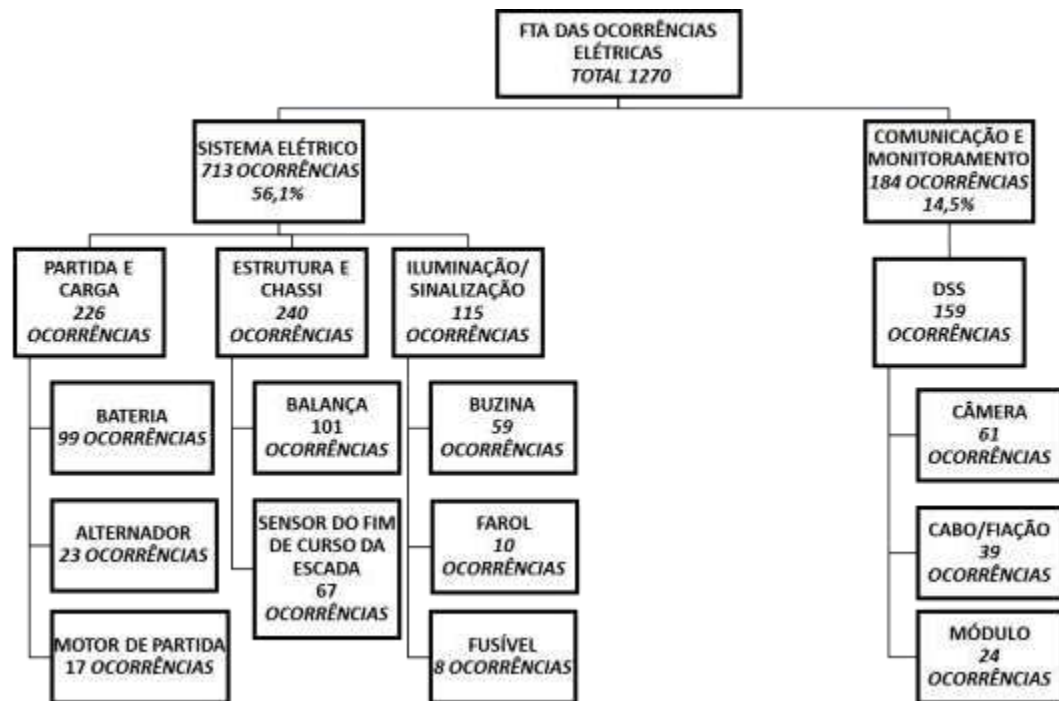 FTA DAS OCORRÊNCIAS
ELÉTRICAS
TOTAL 1270
SISTEMA ELÉTRICO
713 OCORRÊNCIAS
56,1%
COMUNICAÇÃO E
MONITORAMENTO
184 OCORRÊNCIAS
14,5%
PARTIDA E
CARGA
226
OCORRÊNCIAS
ESTRUTURA E
CHASSI
240
OCORRÊNCIAS
ILUMINAÇÃO/
SINALIZAÇÃO
115
OCORRÊNCIAS
DSS
159
OCORRÊNCIAS
BATERIA
99 OCORRÊNCIAS
BALANÇA
101
OCORRÊNCIAS
BUZINA
59
OCORRÊNCIAS
CÂMERA
61
OCORRÊNCIAS
ALTERNADOR
23 OCORRÊNCIAS
SENSOR DO FIM
DE CURSO DA
ESCADA
67
OCORRÊNCIAS
FAROL
10
OCORRÊNCIAS
CABO/FIAÇÃO
39
OCORRÊNCIAS
MOTOR DE PARTIDA
17 OCORRÊNCIAS
FUSÍVEL
8 OCORRÊNCIAS
MÓDULO
24
OCORRÊNCIAS